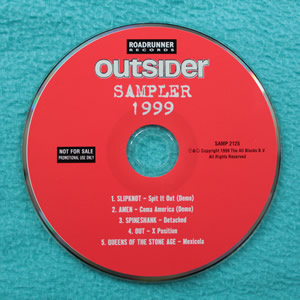 ROADRUNNER
RECORDS
outsider
SAMPLER
1999
NOT FOR SALE
PROMOTIONAL USE ONLY
SAMP 2128
Copyright 1999 The All Blacks B.V
All Rights Reserved
1. SLIPKNOT – Spit It Out (Demo)
2. AMEN – Coma America (Demo)
3. SPINESHANK – Detached
4. OUT – X Position
5. QUEENS OF THE STONE AGE – Mexicola